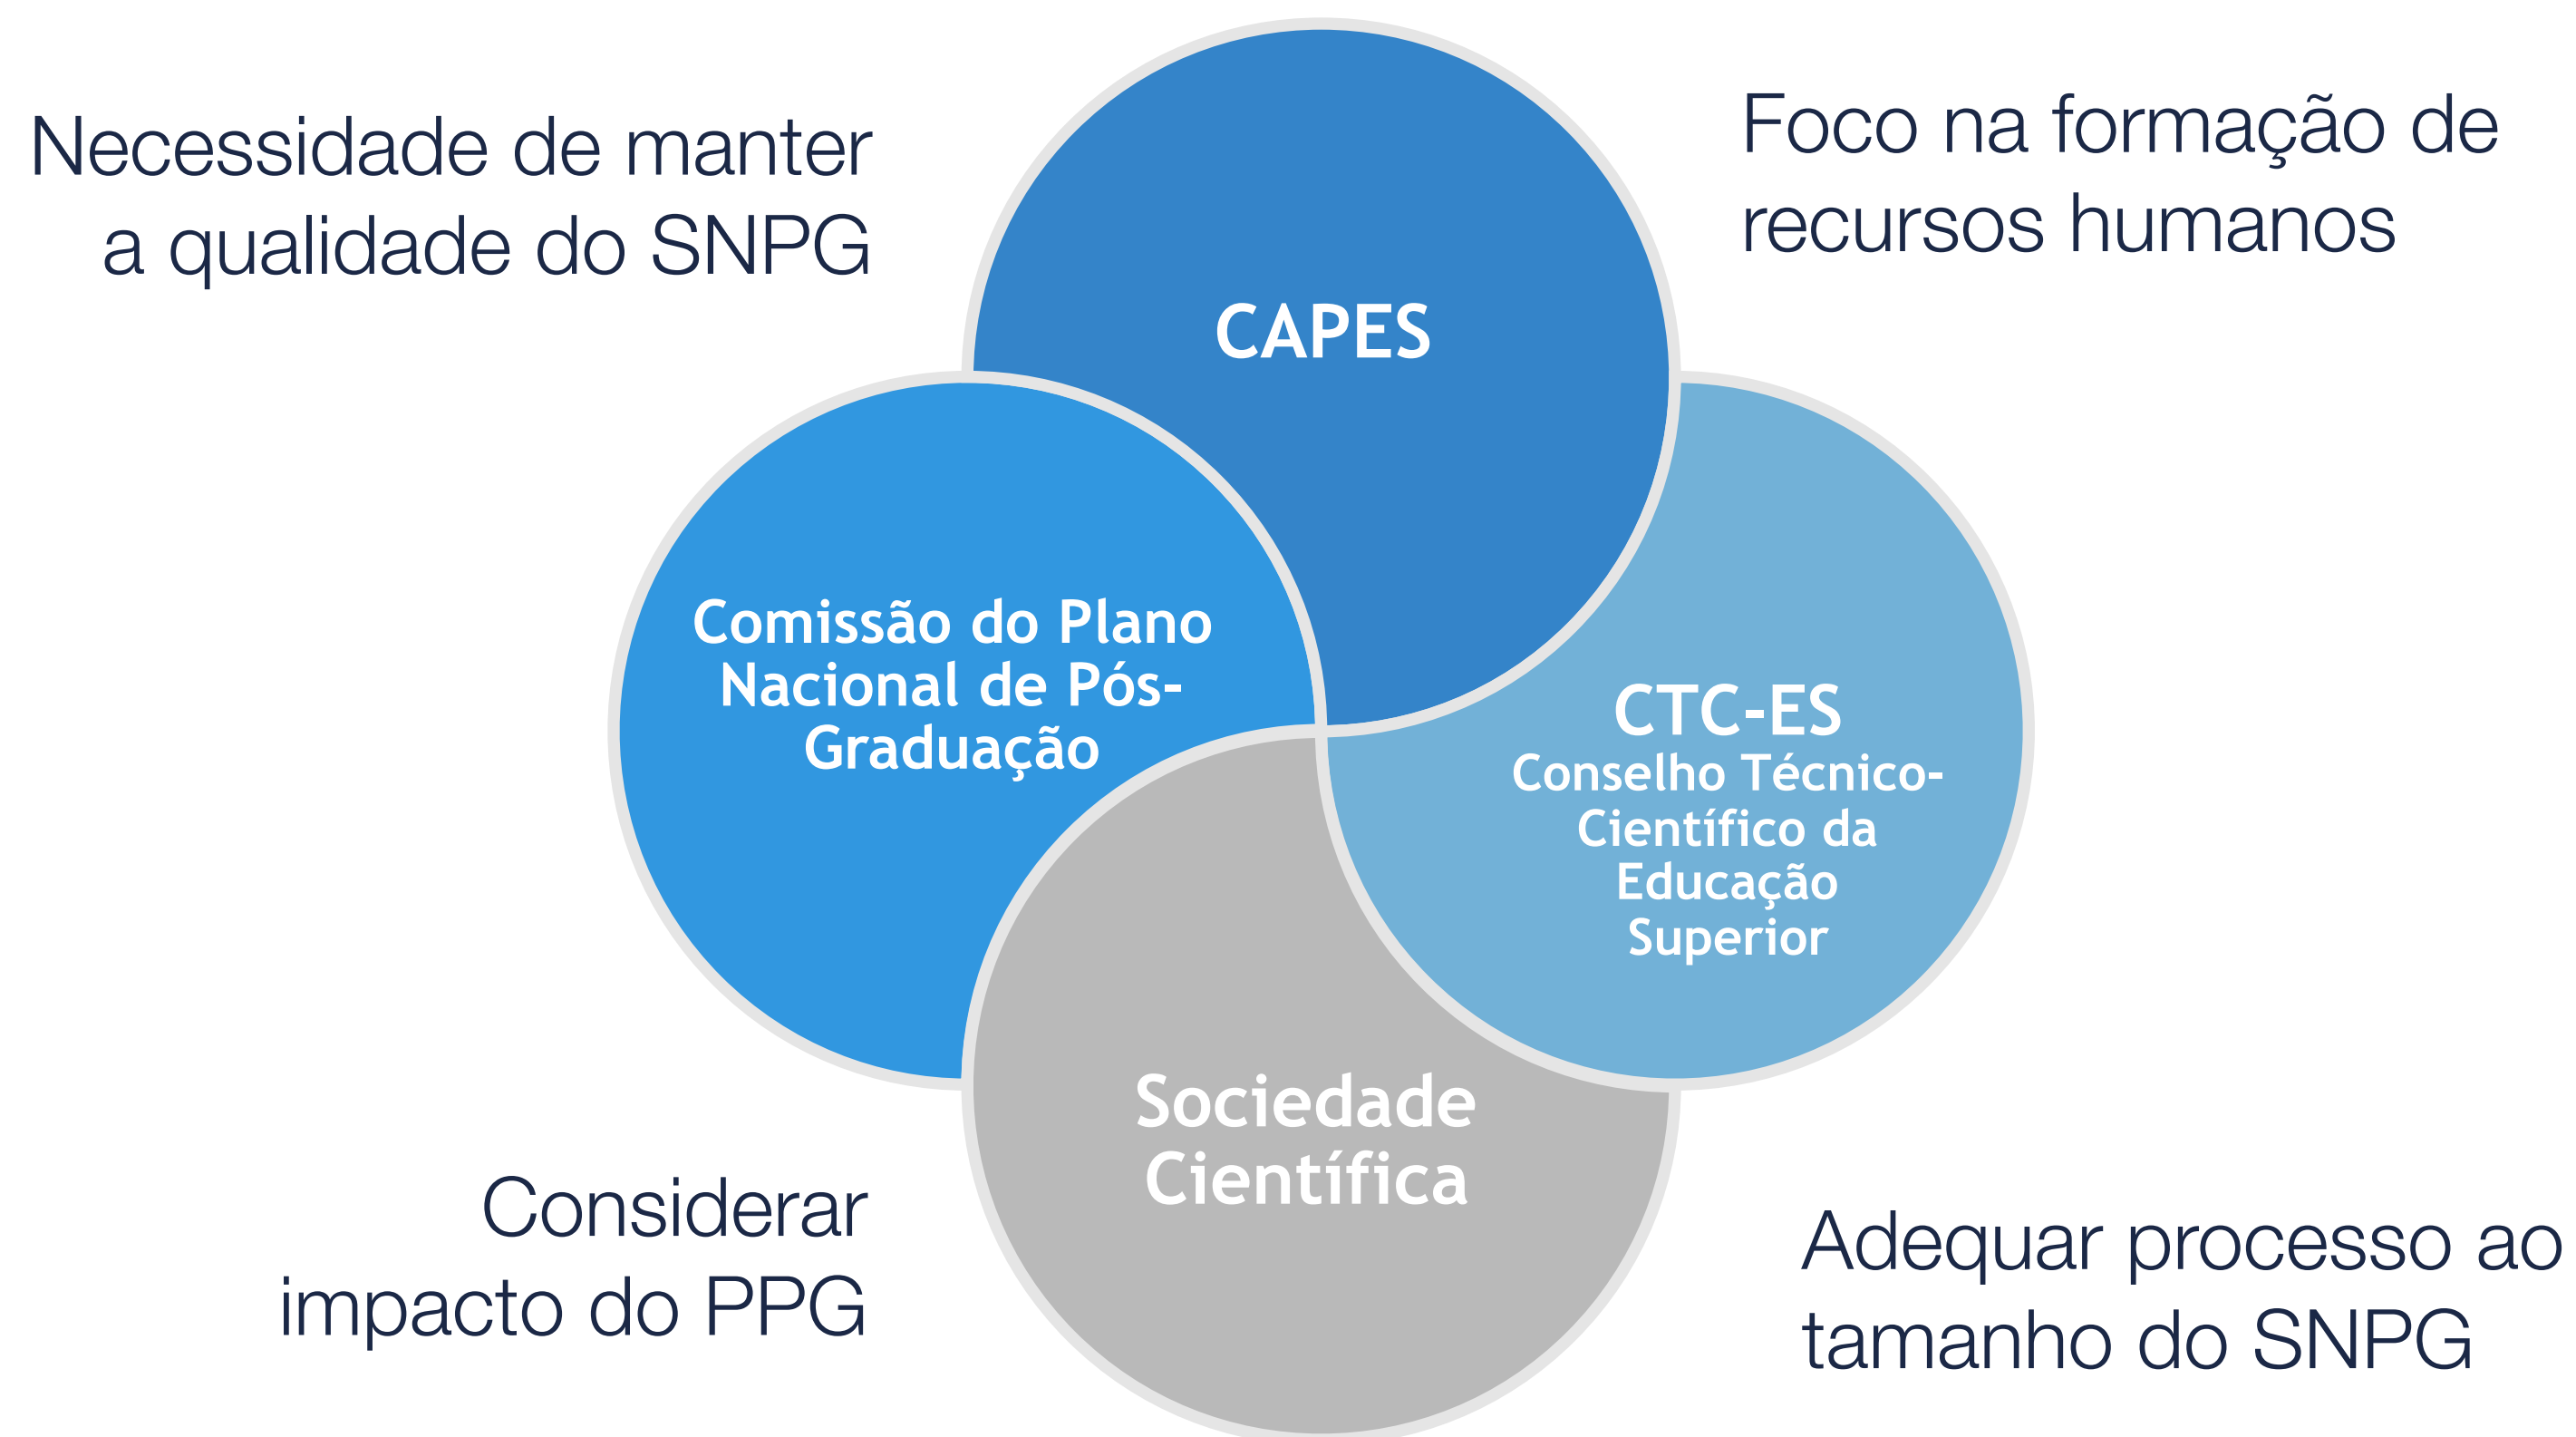 Necessidade de manter
a qualidade do SNPG
Foco na formação de
recursos humanos
CAPES
Comissão do Plano
Nacional de Pós-
Graduação
CTC-ES
Conselho Técnico-
Científico da
Educação
Superior
Sociedade
Científica
Considerar
impacto do PPG
Adequar processo ao
tamanho do SNPG